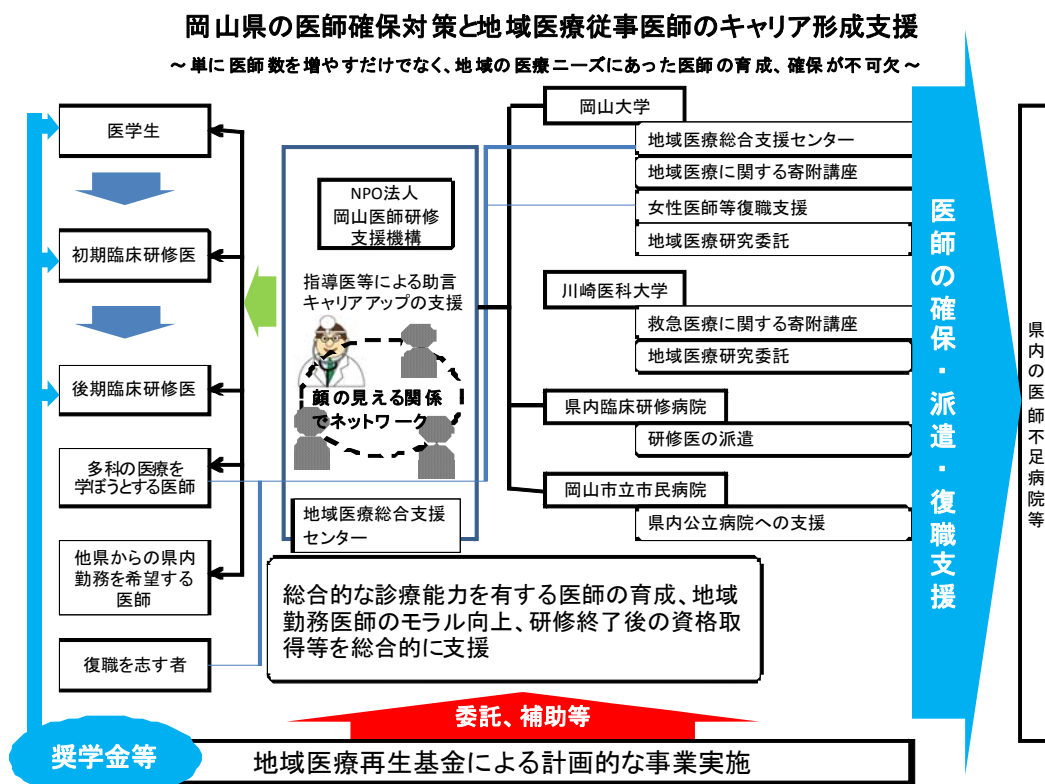 岡山県の医師確保対策と地域医療従事医師のキャリア形成支援
～単に医師数を増やすだけでなく、地域の医療ニーズにあった医師の育成、確保が不可欠～
医学生
初期臨床研修医
後期臨床研修医
多科の医療を
学ぼうとする医師
他県からの県内
勤務を希望する
医師
復職を志す者
NPO法人
岡山医師研修
支援機構
指導医等による助言
キャリアアップの支援
顔の見える関係
でネットワーク
地域医療総合支援
センター
岡山大学
地域医療総合支援センター
地域医療に関する寄附講座
女性医師等復職支援
地域医療研究委託
川崎医科大学
救急医療に関する寄附講座
地域医療研究委託
県内臨床研修病院
研修医の派遣
岡山市立市民病院
県内公立病院への支援
医師の確保・派遣・復職支援
県内の医師不足病院等
総合的な診療能力を有する医師の育成、地域
勤務医師のモラル向上、研修終了後の資格取
得等を総合的に支援
委託、補助等
奨学金等
地域医療再生基金による計画的な事業実施